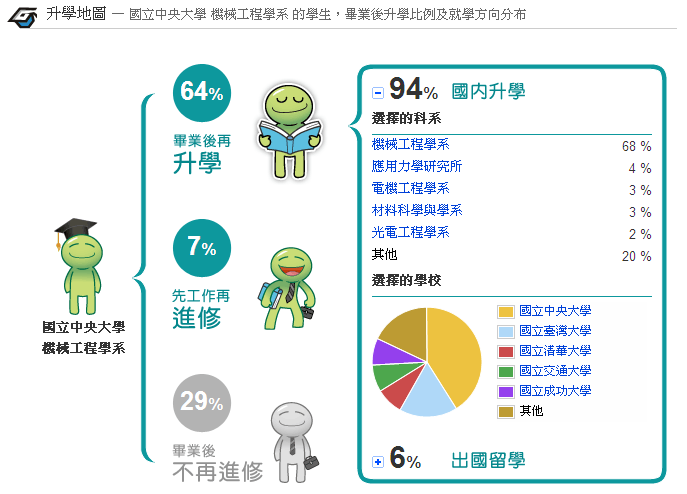 升學地圖 — 國立中央大學 機械工程學系 的學生，畢業後升學比例及就學方向分布
64%
畢業後再
升學
7%
先工作再
進修
29%
畢業後
不再進修
國立中央大學
機械工程學系
94% 國內升學
選擇的科系
機械工程學系 68 %
應用力學研究所 4 %
電機工程學系 3 %
材料科學與學系 3 %
光電工程學系 2 %
其他 20 %
選擇的學校
國立中央大學
國立臺灣大學
國立清華大學
國立交通大學
國立成功大學
其他
6% 出國留學